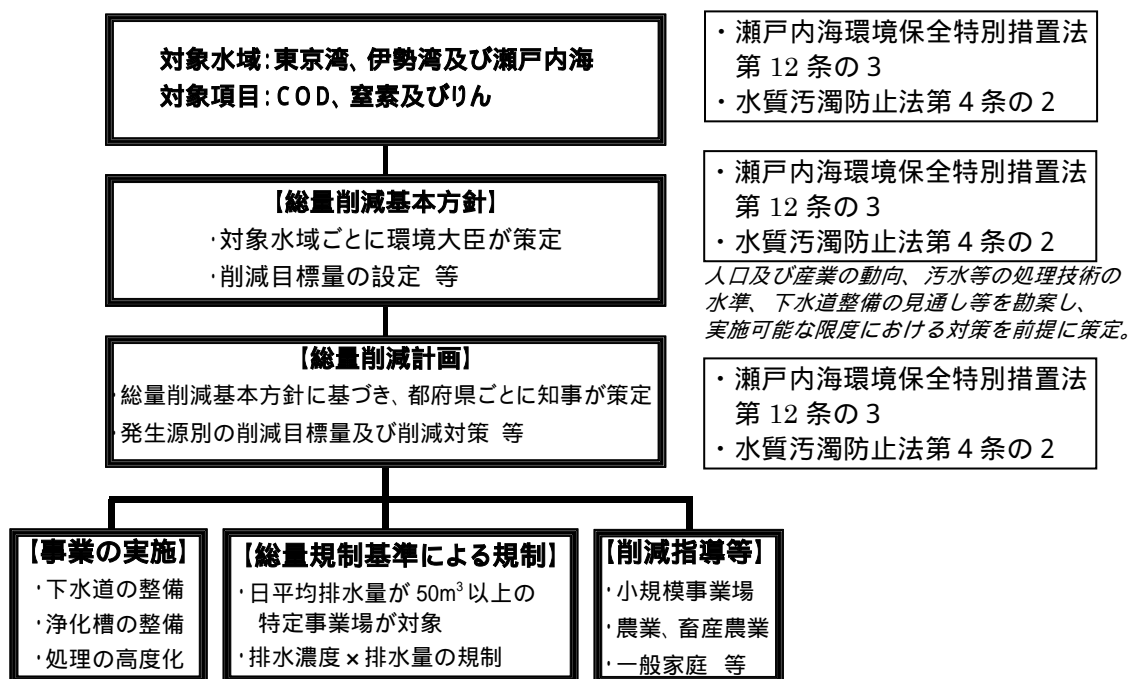 対象水域:東京湾、伊勢湾及び瀬戸内海
対象項目:COD、窒素及びりん
・瀬戸内海環境保全特別措置法
第12条の3
・水質汚濁防止法第4条の2
【総量削減基本方針】
・対象水域ごとに環境大臣が策定
・削減目標量の設定 等
・瀬戸内海環境保全特別措置法
第12条の3
・水質汚濁防止法第4条の2
人口及び産業の動向、汚水等の処理技術の
水準、下水道整備の見通し等を勘案し、
実施可能な限度における対策を前提に策定。
【総量削減計画】
・総量削減基本方針に基づき、都府県ごとに知事が策定
・発生源別の削減目標量及び削減対策 等
・瀬戸内海環境保全特別措置法
第12条の3
・水質汚濁防止法第4条の2
【事業の実施】
・下水道の整備
・浄化槽の整備
・処理の高度化
【総量規制基準による規制】
・日平均排水量が50m³以上の
特定事業場が対象
・排水濃度×排水量の規制
【削減指導等】
・小規模事業場
・農業、畜産農業
・一般家庭 等